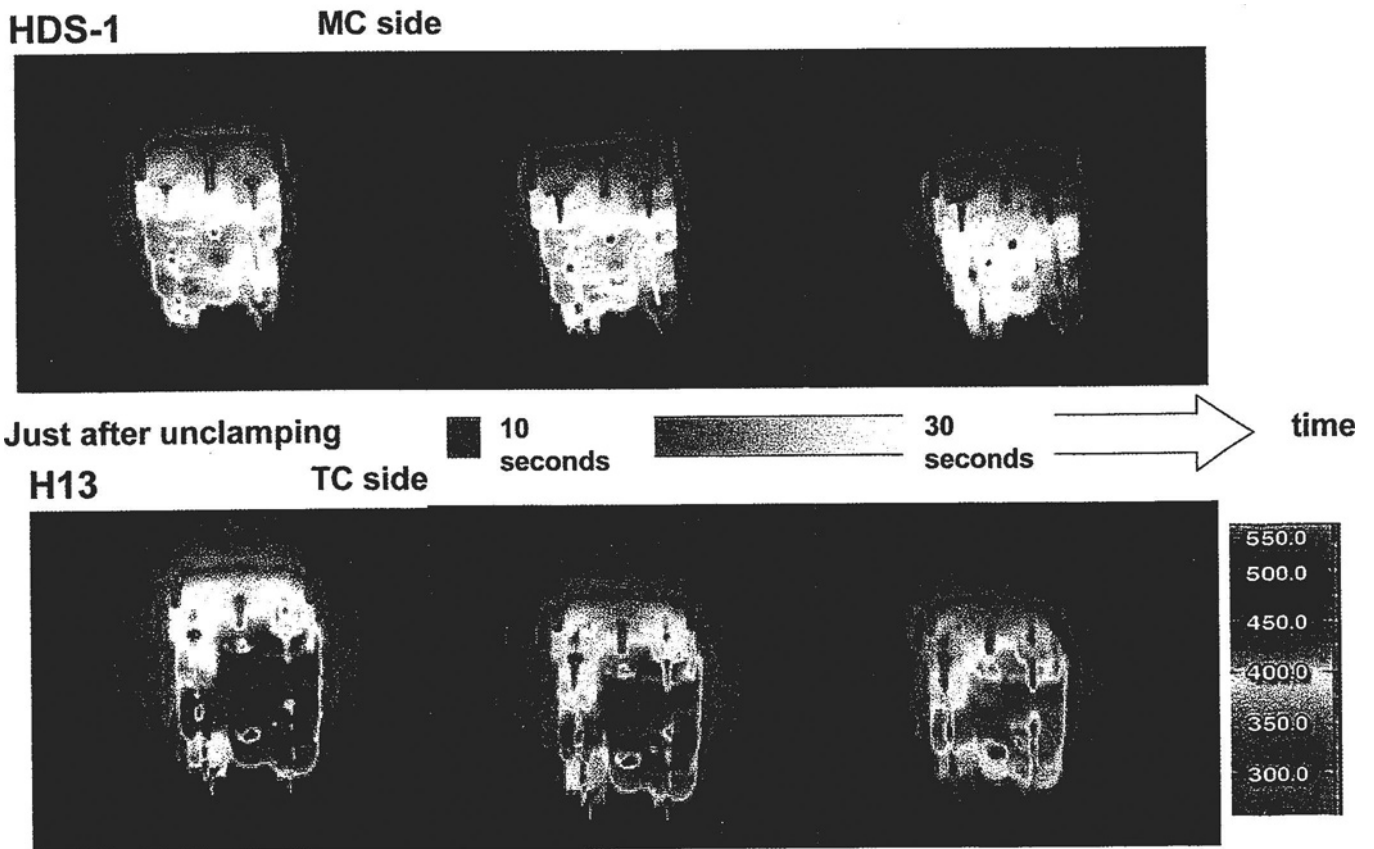 HDS-1
MC side
Just after unclamping
10
seconds
30
seconds
time
H13
TC side
550.0
500.0
450.0
400.0
350.0
300.0